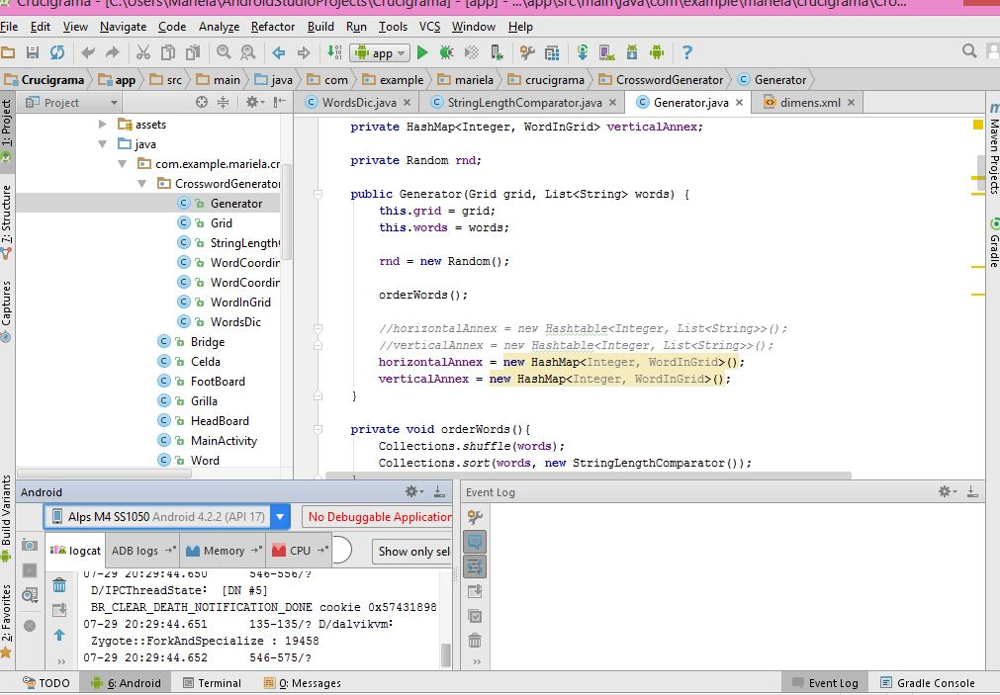 Crucigrama - [C:\Users\Mariela\AndroidStudioProjects\Crucigrama] - [app] - ...\app\src\main\java\com\example\mariela\crucigrama\Cro...
File Edit View Navigate Code Analyze Refactor Build Run Tools VCS Window Help
app
Crucigrama app src main java com example mariela crucigrama CrosswordGenerator Generator
Project
WordsDic.java StringLengthComparator.java Generator.java dimens.xml
assets
java
com.example.mariela.cr
CrosswordGenerator
Generator
Grid
StringLength
WordCoordin
WordCoordin
WordInGrid
WordsDic
Bridge
Celda
FootBoard
Grilla
HeadBoard
MainActivity
Word
private HashMap<Integer, WordInGrid> verticalAnnex;
private Random rnd;
public Generator(Grid grid, List<String> words) {
this.grid = grid;
this.words = words;
rnd = new Random();
orderWords();
//horizontalAnnex = new Hashtable<Integer, List<String>>();
//verticalAnnex = new Hashtable<Integer, List<String>>();
horizontalAnnex = new HashMap<Integer, WordInGrid>();
verticalAnnex = new HashMap<Integer, WordInGrid>();
}
private void orderWords(){
Collections.shuffle(words);
Collections.sort(words, new StringLengthComparator());
1: Project
7: Structure
Captures
Build Variants
2: Favorites
Maven Projects
Gradle
Android
Alps M4 SS1050 Android 4.2.2 (API 17)
No Debuggable Application
logcat ADB logs Memory CPU Show only sel
07-29 20:29:44.650 546-556/?
D/IPCThreadState: [DN #5]
BR_CLEAR_DEATH_NOTIFICATION_DONE cookie 0x57431898
07-29 20:29:44.651 135-135/? D/dalvikvm:
Zygote::ForkAndSpecialize : 19458
07-29 20:29:44.652 546-575/?
Event Log
TODO 6: Android Terminal 0: Messages Event Log Gradle Console